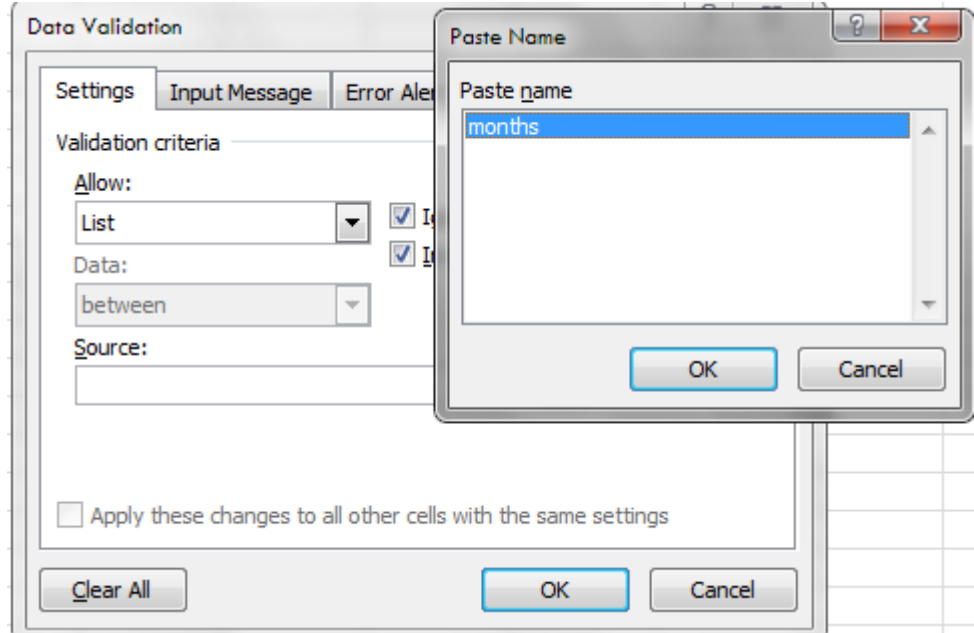 Data Validation
Settings
Input Message
Error Aler
Validation criteria
Allow:
List
Data:
between
Source:
Apply these changes to all other cells with the same settings
Clear All
OK
Cancel
Paste Name
Paste name
months
OK
Cancel